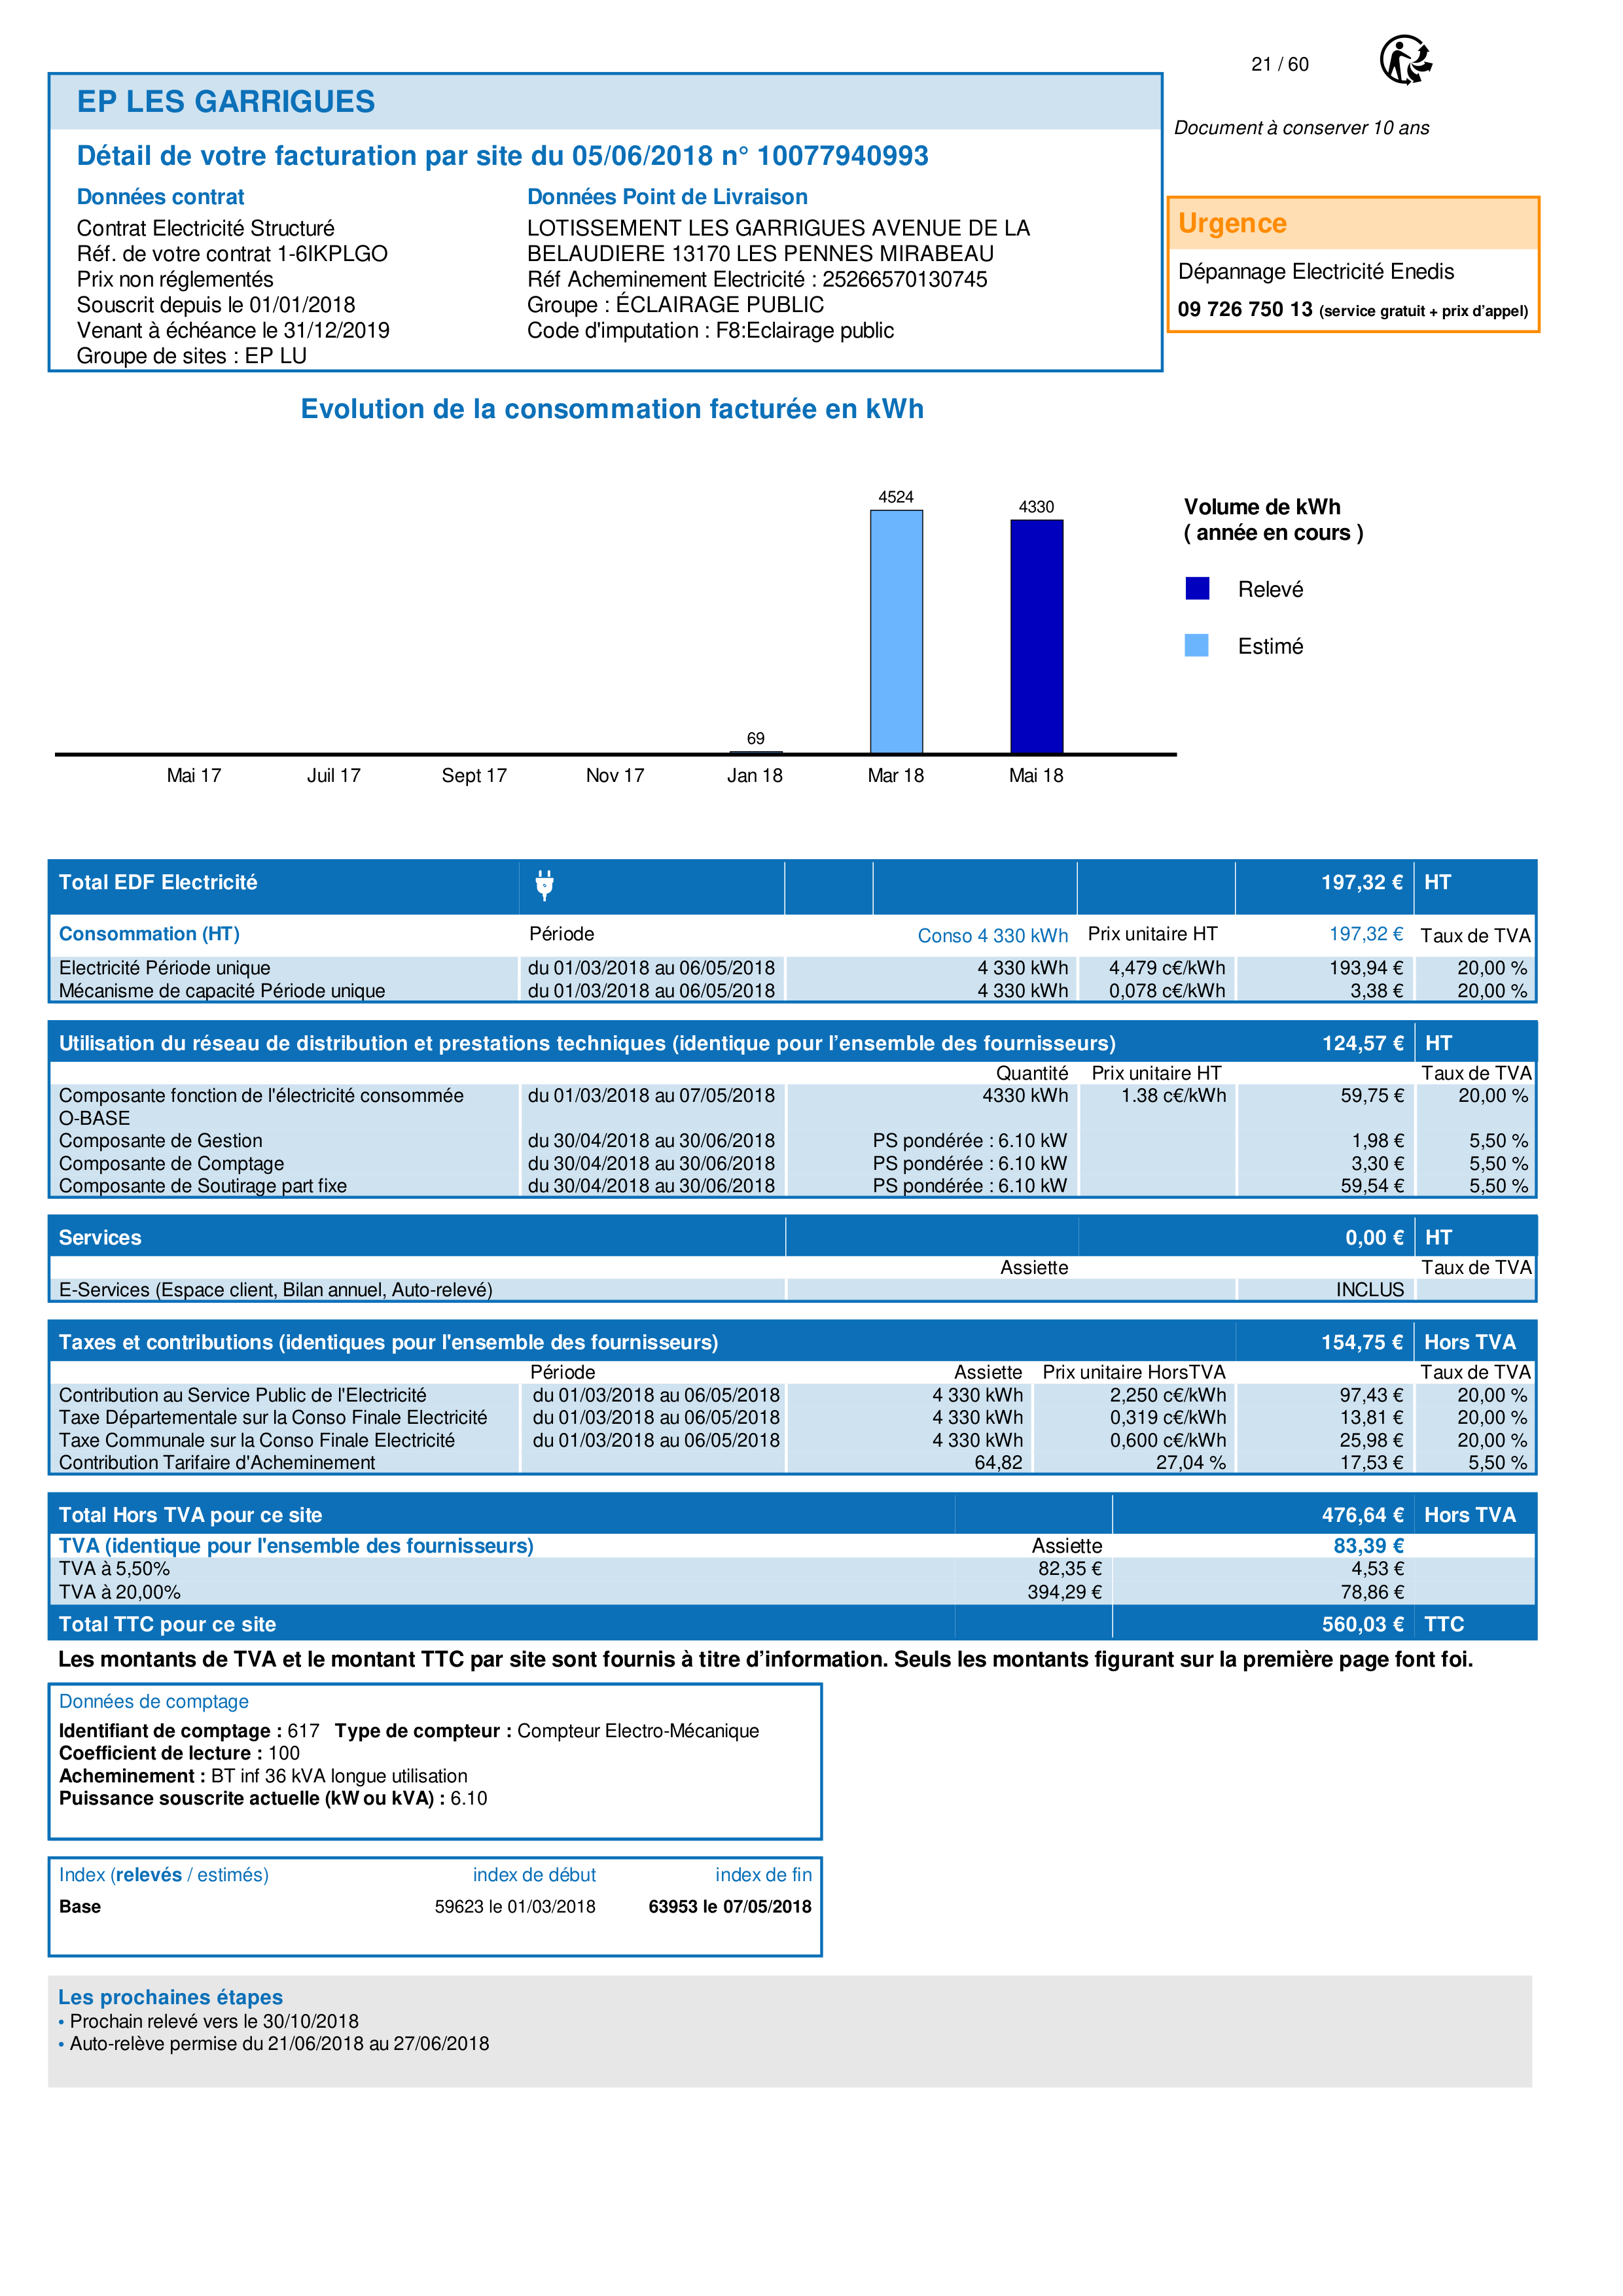 21 / 60
EP LES GARRIGUES
Document à conserver 10 ans
Détail de votre facturation par site du 05/06/2018 n° 10077940993
Données contrat Données Point de Livraison
Contrat Electricité Structuré LOTISSEMENT LES GARRIGUES AVENUE DE LA
Réf. de votre contrat 1-6IKPLGO BELAUDIERE 13170 LES PENNES MIRABEAU
Prix non réglementés Réf Acheminement Electricité : 25266570130745
Souscrit depuis le 01/01/2018 Groupe : ÉCLAIRAGE PUBLIC
Venant à échéance le 31/12/2019 Code d'imputation : F8:Eclairage public
Groupe de sites : EP LU
Urgence
Dépannage Electricité Enedis
09 726 750 13 (service gratuit + prix d'appel)
Evolution de la consommation facturée en kWh
4524
4330
69
Mai 17 Juil 17 Sept 17 Nov 17 Jan 18 Mar 18 Mai 18
Volume de kWh
( année en cours )
Relevé
Estimé
Total EDF Electricité 197,32 € HT
Consommation (HT) Période Conso 4 330 kWh Prix unitaire HT 197,32 € Taux de TVA
Electricité Période unique du 01/03/2018 au 06/05/2018 4 330 kWh 4,479 c€/kWh 193,94 € 20,00 %
Mécanisme de capacité Période unique du 01/03/2018 au 06/05/2018 4 330 kWh 0,078 c€/kWh 3,38 € 20,00 %
Utilisation du réseau de distribution et prestations techniques (identique pour l'ensemble des fournisseurs) 124,57 € HT
Quantité Prix unitaire HT Taux de TVA
Composante fonction de l'électricité consommée du 01/03/2018 au 07/05/2018 4330 kWh 1.38 c€/kWh 59,75 € 20,00 %
O-BASE
Composante de Gestion du 30/04/2018 au 30/06/2018 PS pondérée : 6.10 kW 1,98 € 5,50 %
Composante de Comptage du 30/04/2018 au 30/06/2018 PS pondérée : 6.10 kW 3,30 € 5,50 %
Composante de Soutirage part fixe du 30/04/2018 au 30/06/2018 PS pondérée : 6.10 kW 59,54 € 5,50 %
Services 0,00 € HT
Assiette Taux de TVA
E-Services (Espace client, Bilan annuel, Auto-relevé) INCLUS
Taxes et contributions (identiques pour l'ensemble des fournisseurs) 154,75 € Hors TVA
Période Assiette Prix unitaire HorsTVA Taux de TVA
Contribution au Service Public de l'Electricité du 01/03/2018 au 06/05/2018 4 330 kWh 2,250 c€/kWh 97,43 € 20,00 %
Taxe Départementale sur la Conso Finale Electricité du 01/03/2018 au 06/05/2018 4 330 kWh 0,319 c€/kWh 13,81 € 20,00 %
Taxe Communale sur la Conso Finale Electricité du 01/03/2018 au 06/05/2018 4 330 kWh 0,600 c€/kWh 25,98 € 20,00 %
Contribution Tarifaire d'Acheminement 64,82 27,04 % 17,53 € 5,50 %
Total Hors TVA pour ce site 476,64 € Hors TVA
TVA (identique pour l'ensemble des fournisseurs) Assiette 83,39 €
TVA à 5,50% 82,35 € 4,53 €
TVA à 20,00% 394,29 € 78,86 €
Total TTC pour ce site 560,03 € TTC
Les montants de TVA et le montant TTC par site sont fournis à titre d'information. Seuls les montants figurant sur la première page font foi.
Données de comptage
Identifiant de comptage : 617 Type de compteur : Compteur Electro-Mécanique
Coefficient de lecture : 100
Acheminement : BT inf 36 kVA longue utilisation
Puissance souscrite actuelle (kW ou kVA) : 6.10
Index (relevés / estimés) index de début index de fin
Base 59623 le 01/03/2018 63953 le 07/05/2018
Les prochaines étapes
• Prochain relevé vers le 30/10/2018
• Auto-relève permise du 21/06/2018 au 27/06/2018